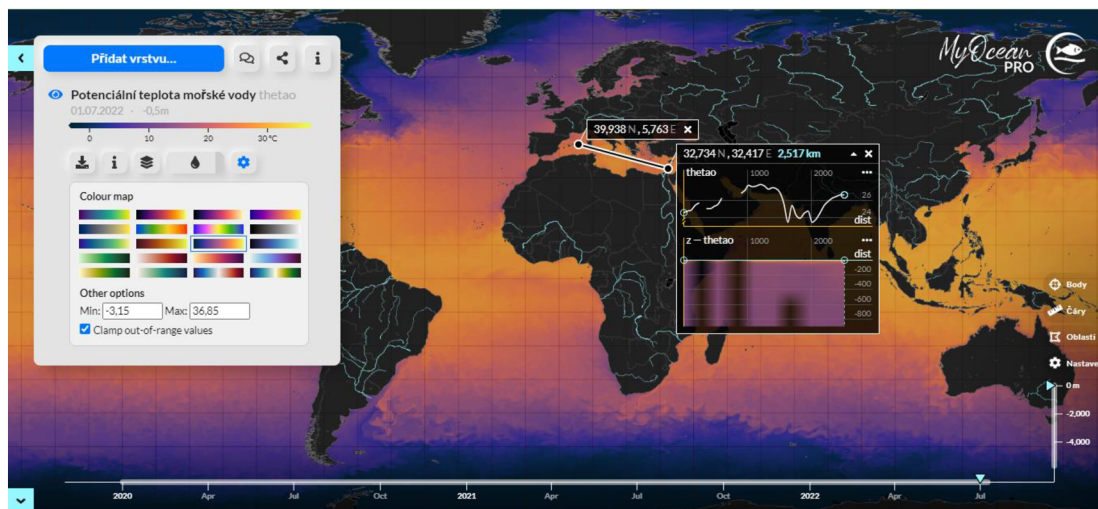 Přidat vrstvu...
i
Potenciální teplota mořské vody thetao
01.07.2022 · -0,5m
0 10 20 30°C
i
Colour map
Other options
Min: -3,15 Max: 36,85
Clamp out-of-range values
MyOcean
PRO
39,938 N , 5,763 E ×
32,734 N , 32,417 E 2,517 km ×
thetao 1000 2000
26
24
dist
z — thetao 1000 2000
dist
-200
-400
-600
-800
Body
Čáry
Oblasti
Nastave
0 m
-2,000
-4,000
2020 Apr Jul Oct 2021 Apr Jul Oct 2022 Apr Jul